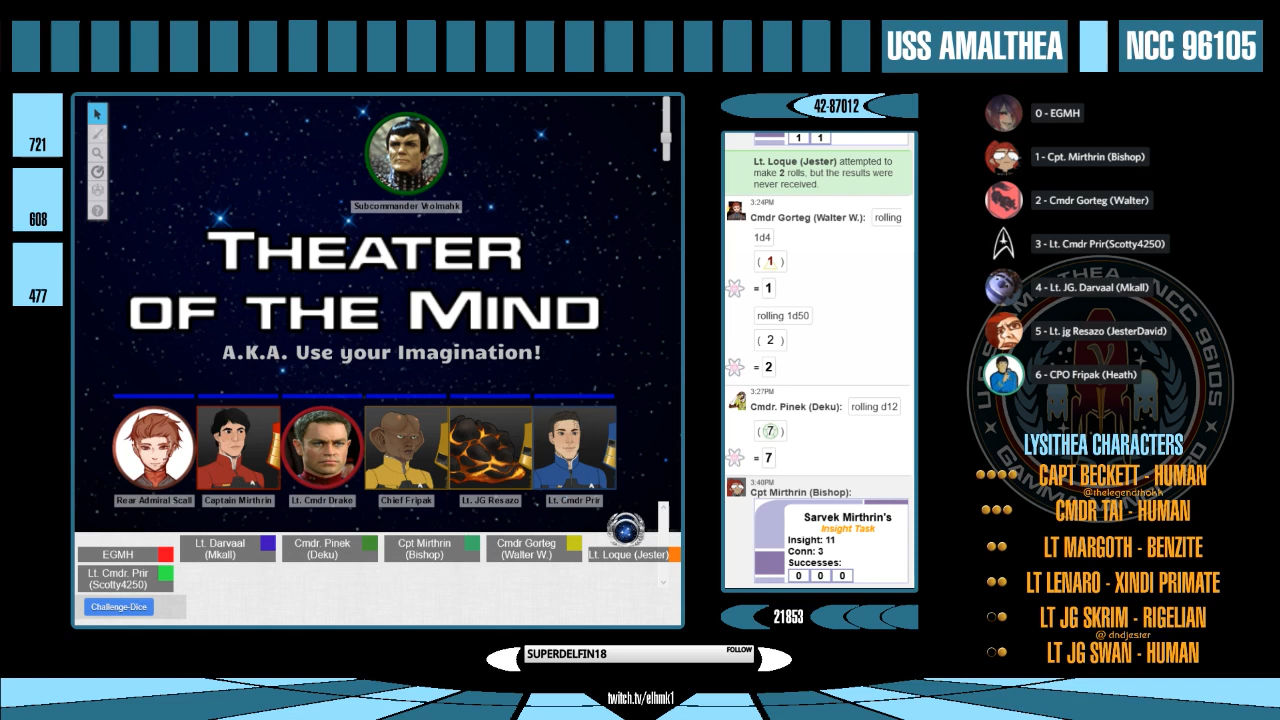 USS AMALTHEA
NCC 96105
721
608
477
Subcommander Vrolmahk
THEATER
OF THE MIND
A.K.A. Use your Imagination!
Rear Admiral Scall
Captain Mirthrin
Lt. Cmdr Drake
Chief Fripak
Lt. JG Resazo
Lt. Cmdr Prir
EGMH
Lt. Darvaal
(Mkall)
Cmdr. Pinek
(Deku)
Cpt Mirthrin
(Bishop)
Cmdr Gorteg
(Walter W.)
Lt. Loque (Jester)
Lt. Cmdr. Prir
(Scotty4250)
Challenge-Dice
42-87012
1 1
Lt. Loque (Jester) attempted to
make 2 rolls, but the results were
never received.
3:24PM
Cmdr Gorteg (Walter W.): rolling
1d4
( 1 )
= 1
rolling 1d50
( 2 )
= 2
3:27PM
Cmdr. Pinek (Deku): rolling d12
( 7 )
= 7
3:40PM
Cpt Mirthrin (Bishop):
Sarvek Mirthrin's
Insight Task
Insight: 11
Conn: 3
Successes:
0 0 0
21853
0 - EGMH
1 - Cpt. Mirthrin (Bishop)
2 - Cmdr Gorteg (Walter)
3 - Lt. Cmdr Prir(Scotty4250)
4 - Lt. JG. Darvaal (Mkall)
5 - Lt. jg Resazo (JesterDavid)
6 - CPO Fripak (Heath)
NCC 96105
LYSITHEA CHARACTERS
CAPT BECKETT - HUMAN
CMDR TAI - HUMAN
LT MARGOTH - BENZITE
LT LENARO - XINDI PRIMATE
LT JG SKRIM - RIGELIAN
@dndjester
LT JG SWAN - HUMAN
SUPERDELFIN18
FOLLOW
twitch.tv/elhmk1